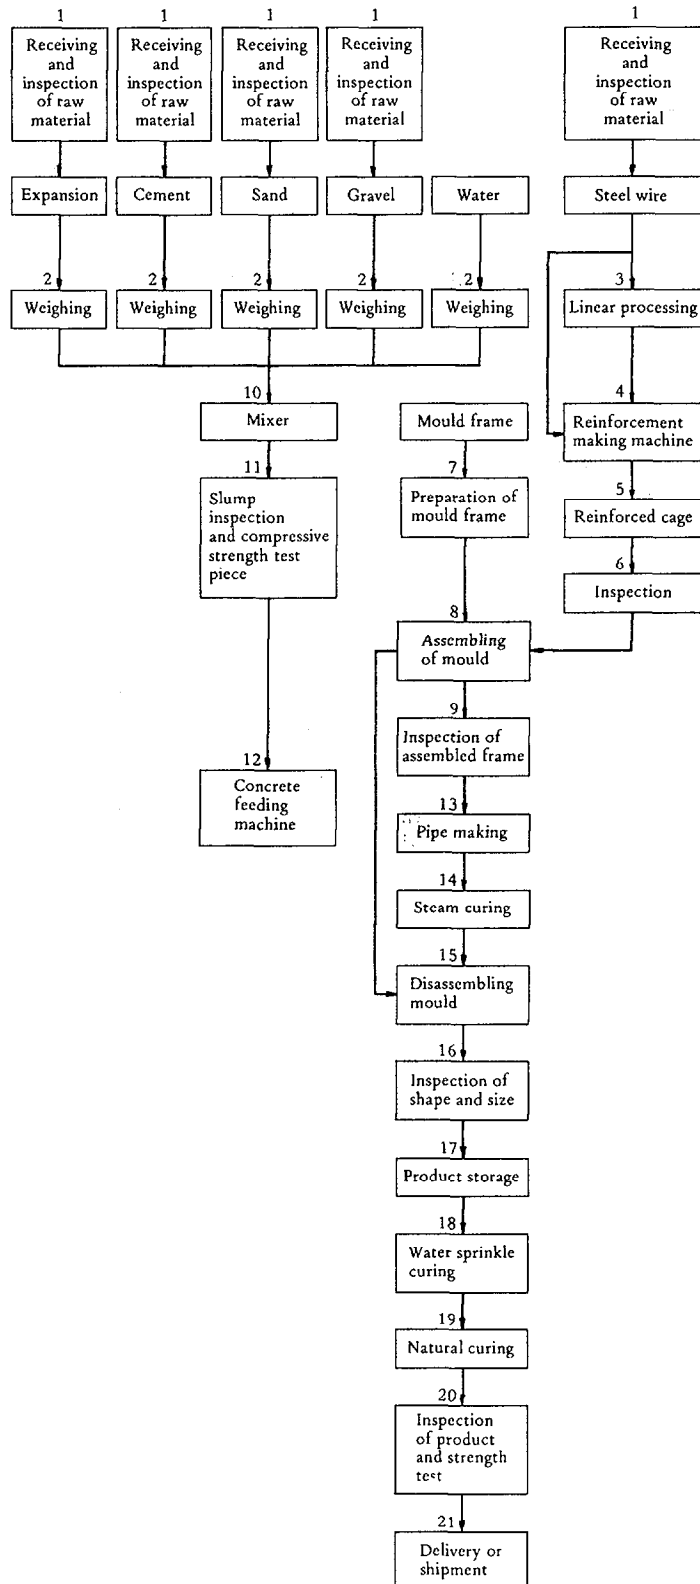 1
Receiving
and
inspection
of raw
material
1
Receiving
and
inspection
of raw
material
1
Receiving
and
inspection
of raw
material
1
Receiving
and
inspection
of raw
material
1
Receiving
and
inspection
of raw
material
Expansion
Cement
Sand
Gravel
Water
Steel wire
2
Weighing
2
Weighing
2
Weighing
2
Weighing
2
Weighing
3
Linear processing
10
Mixer
Mould frame
4
Reinforcement
making machine
11
Slump
inspection
and compressive
strength test
piece
7
Preparation of
mould frame
5
Reinforced cage
6
Inspection
8
Assembling
of mould
9
Inspection of
assembled frame
12
Concrete
feeding
machine
13
Pipe making
14
Steam curing
15
Disassembling
mould
16
Inspection of
shape and size
17
Product storage
18
Water sprinkle
curing
19
Natural curing
20
Inspection
of product
and strength
test
21
Delivery or
shipment